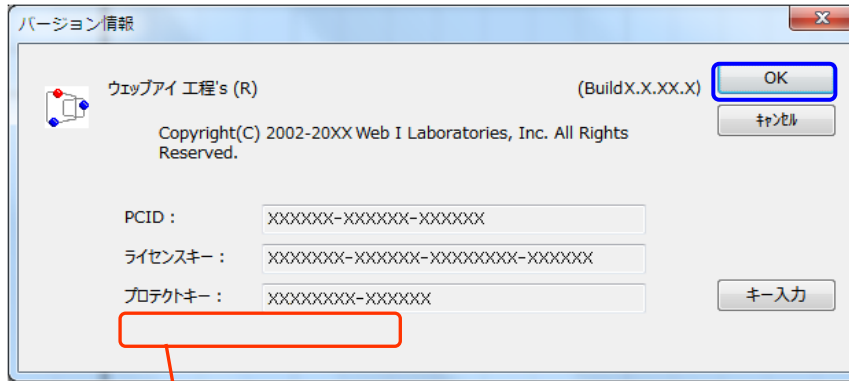 バージョン情報
ウェッブアイ 工程's (R)
(BuildX.X.XX.X)
OK
Copyright(C) 2002-20XX Web I Laboratories, Inc. All Rights
Reserved.
キャンセル
PCID :
XXXXXX-XXXXXX-XXXXXX
ライセンスキー :
XXXXXXX-XXXXXX-XXXXXXXX-XXXXXX
プロテクトキー :
XXXXXXXX-XXXXXX
キー入力